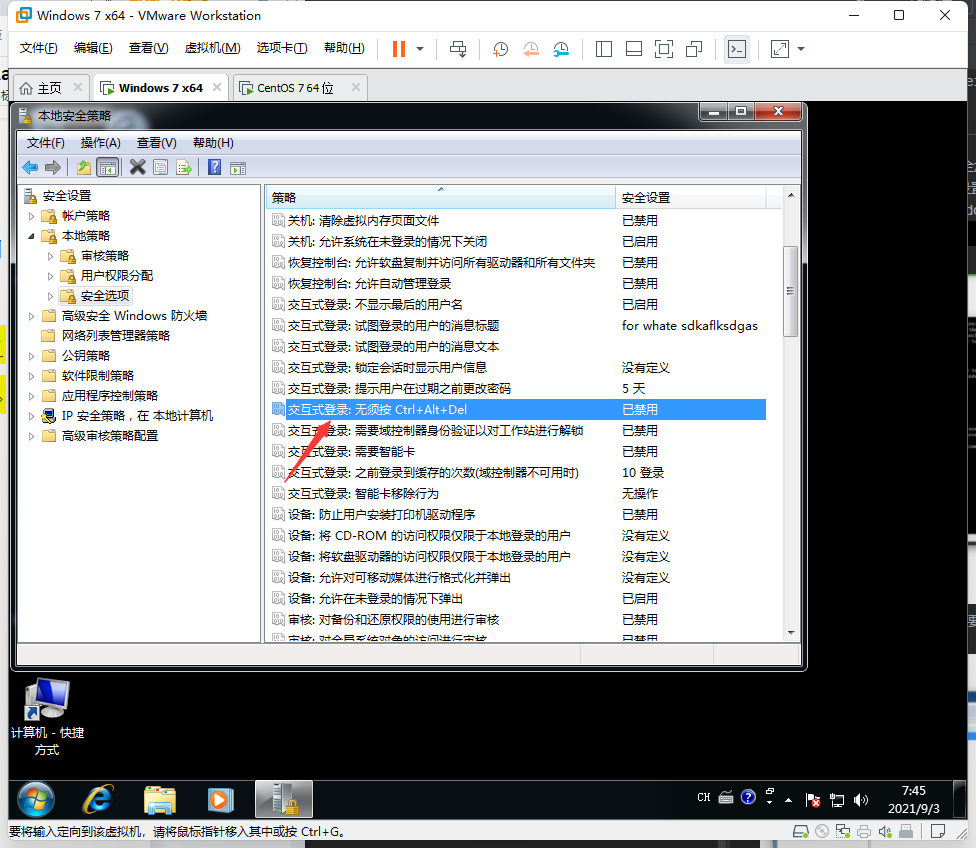 Windows 7 x64 - VMware Workstation
文件(F) 编辑(E) 查看(V) 虚拟机(M) 选项卡(T) 帮助(H)
主页 Windows 7 x64 CentOS 7 64 位
本地安全策略
文件(F) 操作(A) 查看(V) 帮助(H)
安全设置
帐户策略
本地策略
审核策略
用户权限分配
安全选项
高级安全 Windows 防火墙
网络列表管理器策略
公钥策略
软件限制策略
应用程序控制策略
IP 安全策略，在 本地计算机
高级审核策略配置
策略 安全设置
关机: 清除虚拟内存页面文件 已禁用
关机: 允许系统在未登录的情况下关闭 已启用
恢复控制台: 允许软盘复制并访问所有驱动器和所有文件夹 已禁用
恢复控制台: 允许自动管理登录 已禁用
交互式登录: 不显示最后的用户名 已启用
交互式登录: 试图登录的用户的消息标题 for whate sdkaflksdgas
交互式登录: 试图登录的用户的消息文本
交互式登录: 锁定会话时显示用户信息 没有定义
交互式登录: 提示用户在过期之前更改密码 5 天
交互式登录: 无须按 Ctrl+Alt+Del 已禁用
交互式登录: 需要域控制器身份验证以对工作站进行解锁 已禁用
交互式登录: 需要智能卡 已禁用
交互式登录: 之前登录到缓存的次数(域控制器不可用时) 10 登录
交互式登录: 智能卡移除行为 无操作
设备: 防止用户安装打印机驱动程序 已禁用
设备: 将 CD-ROM 的访问权限仅限于本地登录的用户 没有定义
设备: 将软盘驱动器的访问权限仅限于本地登录的用户 没有定义
设备: 允许对可移动媒体进行格式化并弹出 没有定义
设备: 允许在未登录的情况下弹出 已启用
审核: 对备份和还原权限的使用进行审核 已禁用
审核: 对全局系统对象的访问进行审核 已禁用
计算机 - 快捷
方式
CH
7:45
2021/9/3
要将输入定向到该虚拟机，请将鼠标指针移入其中或按 Ctrl+G。